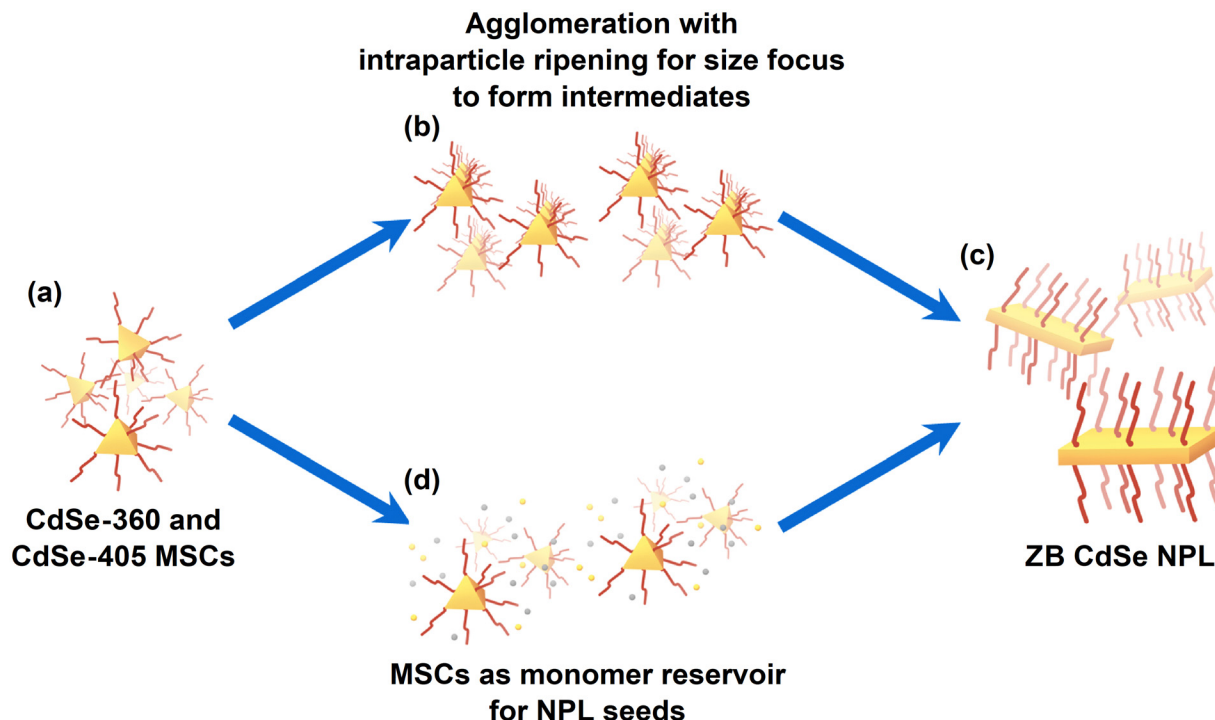 Agglomeration with
intraparticle ripening for size focus
to form intermediates
(b)
(a)
(c)
CdSe-360 and
CdSe-405 MSCs
(d)
ZB CdSe NPL
MSCs as monomer reservoir
for NPL seeds